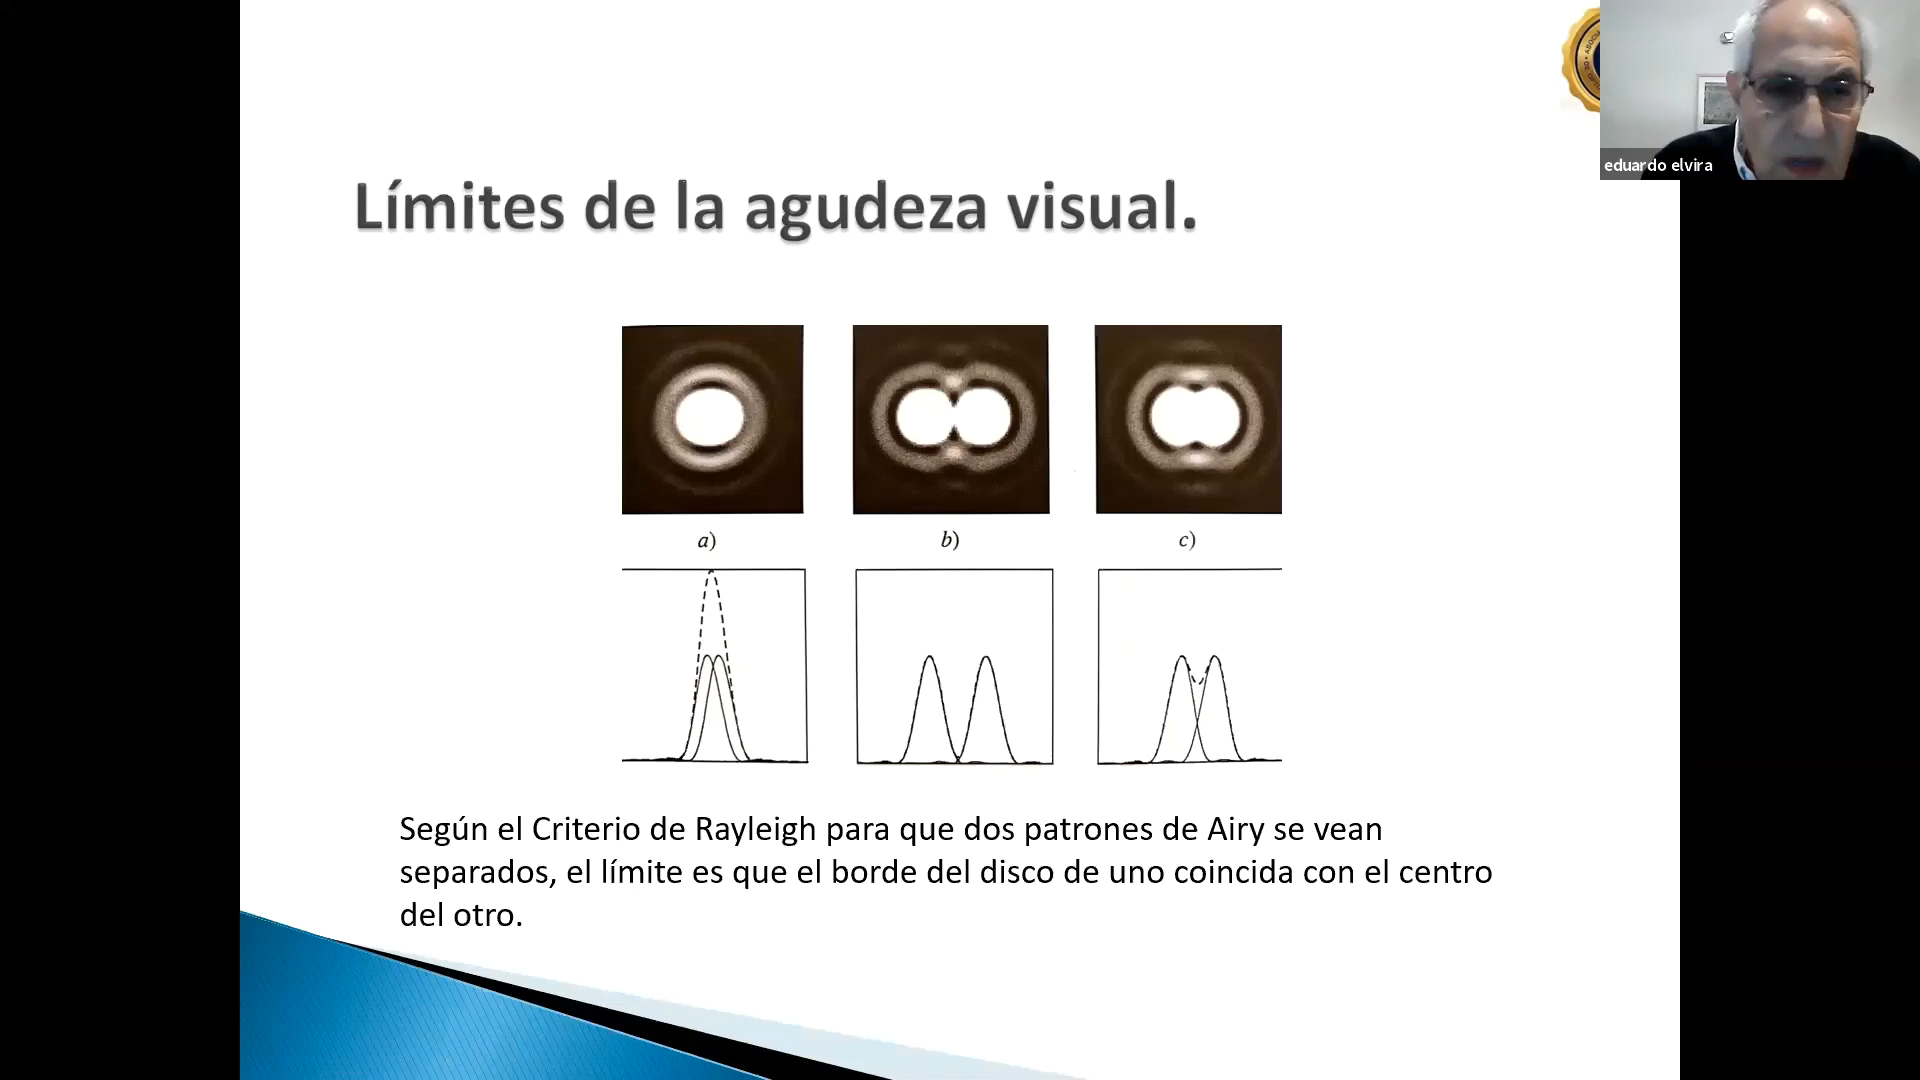 eduardo elvira
Límites de la agudeza visual.
a) b) c)
Según el Criterio de Rayleigh para que dos patrones de Airy se vean
separados, el límite es que el borde del disco de uno coincida con el centro
del otro.